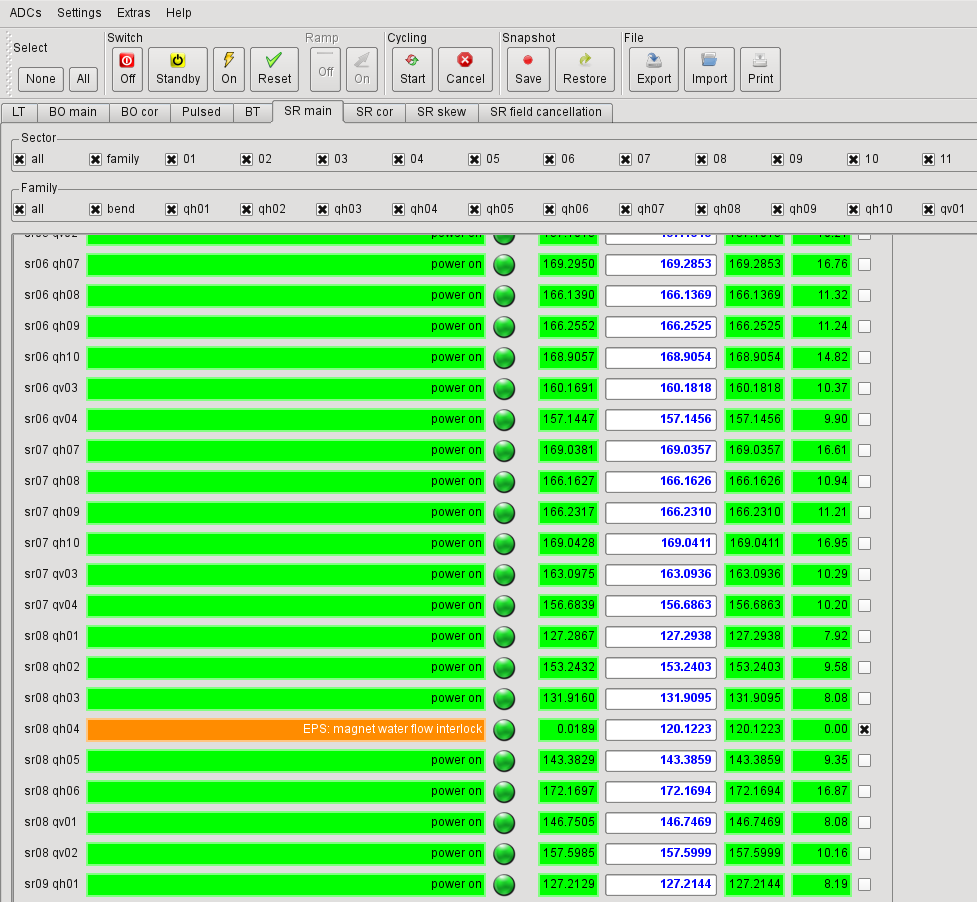 ADCs Settings Extras Help
Select Switch Ramp Cycling Snapshot File
None All Off Standby On Reset Off On Start Cancel Save Restore Export Import Print
LT BO main BO cor Pulsed BT SR main SR cor SR skew SR field cancellation
Sector
all family 01 02 03 04 05 06 07 08 09 10 11
Family
all bend qh01 qh02 qh03 qh04 qh05 qh06 qh07 qh08 qh09 qh10 qv01
power on
sr06 qh07 power on 169.2950 169.2853 169.2853 16.76
sr06 qh08 power on 166.1390 166.1369 166.1369 11.32
sr06 qh09 power on 166.2552 166.2525 166.2525 11.24
sr06 qh10 power on 168.9057 168.9054 168.9054 14.82
sr06 qv03 power on 160.1691 160.1818 160.1818 10.37
sr06 qv04 power on 157.1447 157.1456 157.1456 9.90
sr07 qh07 power on 169.0381 169.0357 169.0357 16.61
sr07 qh08 power on 166.1627 166.1626 166.1626 10.94
sr07 qh09 power on 166.2317 166.2310 166.2310 11.21
sr07 qh10 power on 169.0428 169.0411 169.0411 16.95
sr07 qv03 power on 163.0975 163.0936 163.0936 10.29
sr07 qv04 power on 156.6839 156.6863 156.6863 10.20
sr08 qh01 power on 127.2867 127.2938 127.2938 7.92
sr08 qh02 power on 153.2432 153.2403 153.2403 9.58
sr08 qh03 power on 131.9160 131.9095 131.9095 8.08
sr08 qh04 EPS: magnet water flow interlock 0.0189 120.1223 120.1223 0.00
sr08 qh05 power on 143.3829 143.3859 143.3859 9.35
sr08 qh06 power on 172.1697 172.1694 172.1694 16.87
sr08 qv01 power on 146.7505 146.7469 146.7469 8.08
sr08 qv02 power on 157.5985 157.5999 157.5999 10.16
sr09 qh01 power on 127.2129 127.2144 127.2144 8.19